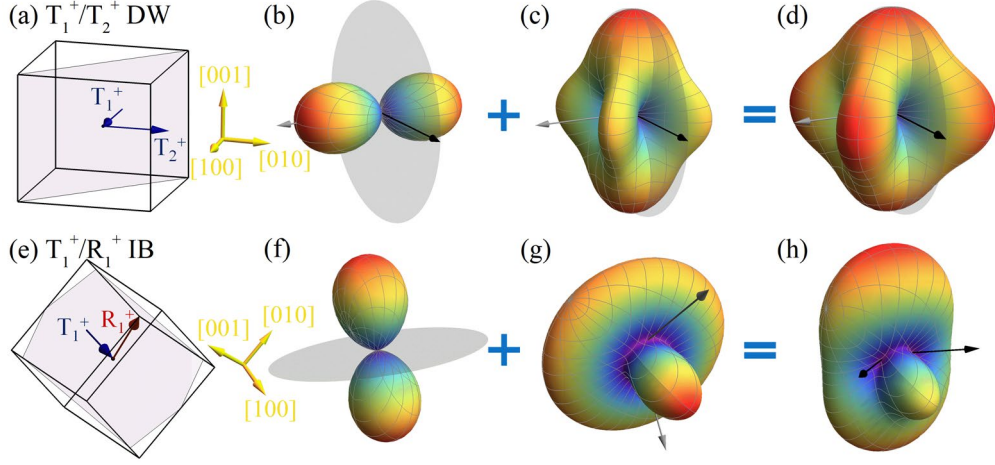 (a) T₁⁺/T₂⁺ DW
T₁⁺
T₂⁺
[001]
[010]
[100]
(b)
+
(c)
=
(d)
(e) T₁⁺/R₁⁺ IB
T₁⁺
R₁⁺
[001]
[010]
[100]
(f)
+
(g)
=
(h)